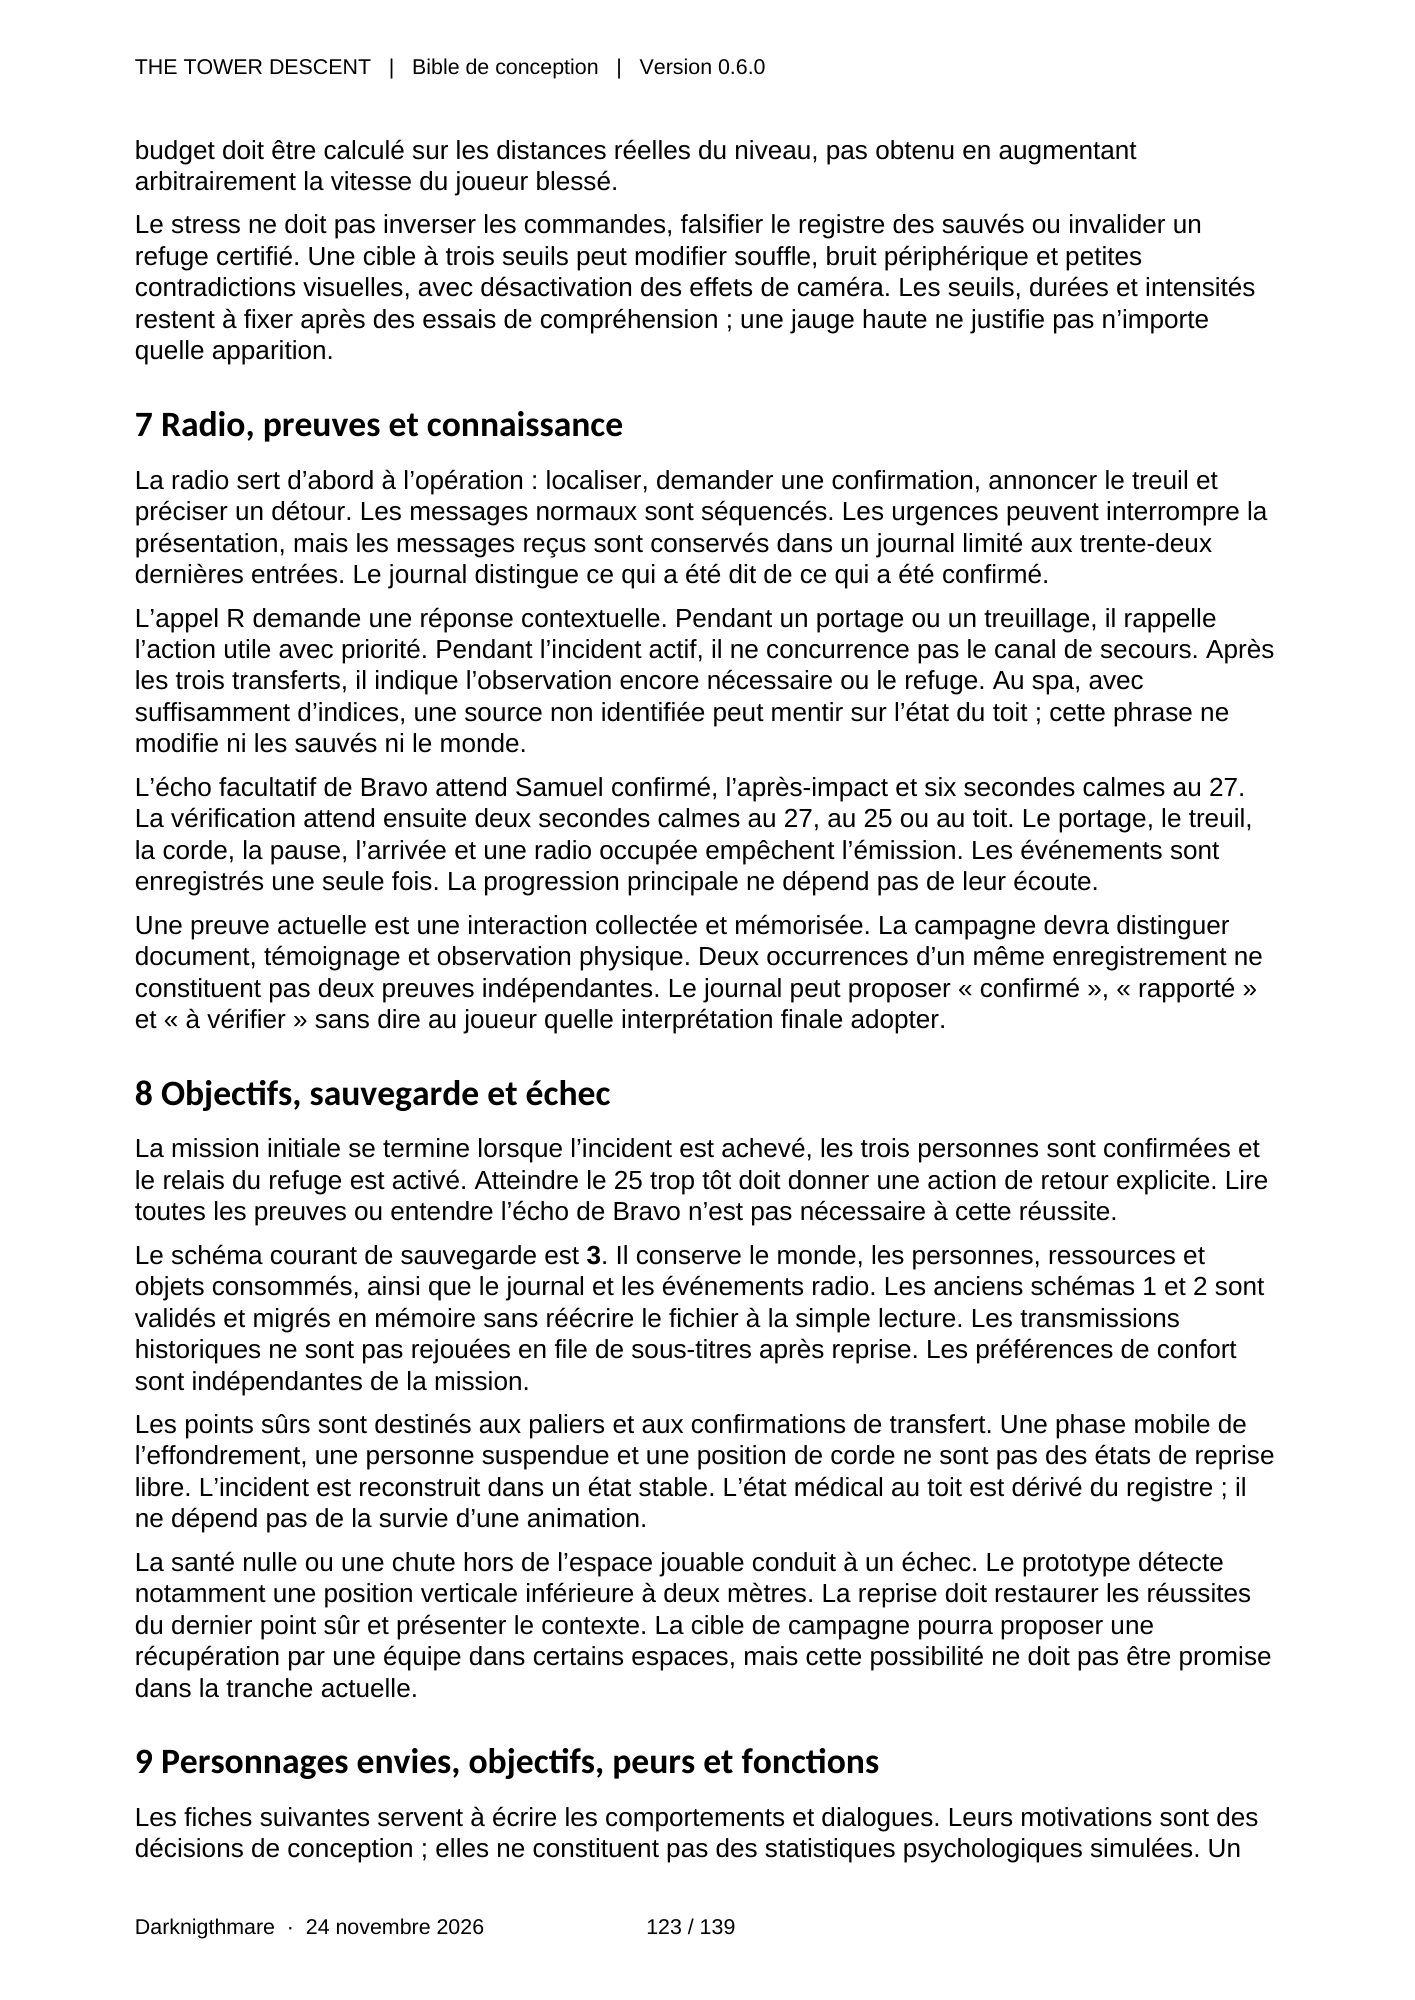 THE TOWER DESCENT | Bible de conception | Version 0.6.0
budget doit être calculé sur les distances réelles du niveau, pas obtenu en augmentant
arbitrairement la vitesse du joueur blessé.
Le stress ne doit pas inverser les commandes, falsifier le registre des sauvés ou invalider un
refuge certifié. Une cible à trois seuils peut modifier souffle, bruit périphérique et petites
contradictions visuelles, avec désactivation des effets de caméra. Les seuils, durées et intensités
restent à fixer après des essais de compréhension ; une jauge haute ne justifie pas n’importe
quelle apparition.
7 Radio, preuves et connaissance
La radio sert d’abord à l’opération : localiser, demander une confirmation, annoncer le treuil et
préciser un détour. Les messages normaux sont séquencés. Les urgences peuvent interrompre la
présentation, mais les messages reçus sont conservés dans un journal limité aux trente-deux
dernières entrées. Le journal distingue ce qui a été dit de ce qui a été confirmé.
L’appel R demande une réponse contextuelle. Pendant un portage ou un treuillage, il rappelle
l’action utile avec priorité. Pendant l’incident actif, il ne concurrence pas le canal de secours. Après
les trois transferts, il indique l’observation encore nécessaire ou le refuge. Au spa, avec
suffisamment d’indices, une source non identifiée peut mentir sur l’état du toit ; cette phrase ne
modifie ni les sauvés ni le monde.
L’écho facultatif de Bravo attend Samuel confirmé, l’après-impact et six secondes calmes au 27.
La vérification attend ensuite deux secondes calmes au 27, au 25 ou au toit. Le portage, le treuil,
la corde, la pause, l’arrivée et une radio occupée empêchent l’émission. Les événements sont
enregistrés une seule fois. La progression principale ne dépend pas de leur écoute.
Une preuve actuelle est une interaction collectée et mémorisée. La campagne devra distinguer
document, témoignage et observation physique. Deux occurrences d’un même enregistrement ne
constituent pas deux preuves indépendantes. Le journal peut proposer « confirmé », « rapporté »
et « à vérifier » sans dire au joueur quelle interprétation finale adopter.
8 Objectifs, sauvegarde et échec
La mission initiale se termine lorsque l’incident est achevé, les trois personnes sont confirmées et
le relais du refuge est activé. Atteindre le 25 trop tôt doit donner une action de retour explicite. Lire
toutes les preuves ou entendre l’écho de Bravo n’est pas nécessaire à cette réussite.
Le schéma courant de sauvegarde est 3. Il conserve le monde, les personnes, ressources et
objets consommés, ainsi que le journal et les événements radio. Les anciens schémas 1 et 2 sont
validés et migrés en mémoire sans réécrire le fichier à la simple lecture. Les transmissions
historiques ne sont pas rejouées en file de sous-titres après reprise. Les préférences de confort
sont indépendantes de la mission.
Les points sûrs sont destinés aux paliers et aux confirmations de transfert. Une phase mobile de
l’effondrement, une personne suspendue et une position de corde ne sont pas des états de reprise
libre. L’incident est reconstruit dans un état stable. L’état médical au toit est dérivé du registre ; il
ne dépend pas de la survie d’une animation.
La santé nulle ou une chute hors de l’espace jouable conduit à un échec. Le prototype détecte
notamment une position verticale inférieure à deux mètres. La reprise doit restaurer les réussites
du dernier point sûr et présenter le contexte. La cible de campagne pourra proposer une
récupération par une équipe dans certains espaces, mais cette possibilité ne doit pas être promise
dans la tranche actuelle.
9 Personnages envies, objectifs, peurs et fonctions
Les fiches suivantes servent à écrire les comportements et dialogues. Leurs motivations sont des
décisions de conception ; elles ne constituent pas des statistiques psychologiques simulées. Un
Darknigthmare · 24 novembre 2026 123 / 139